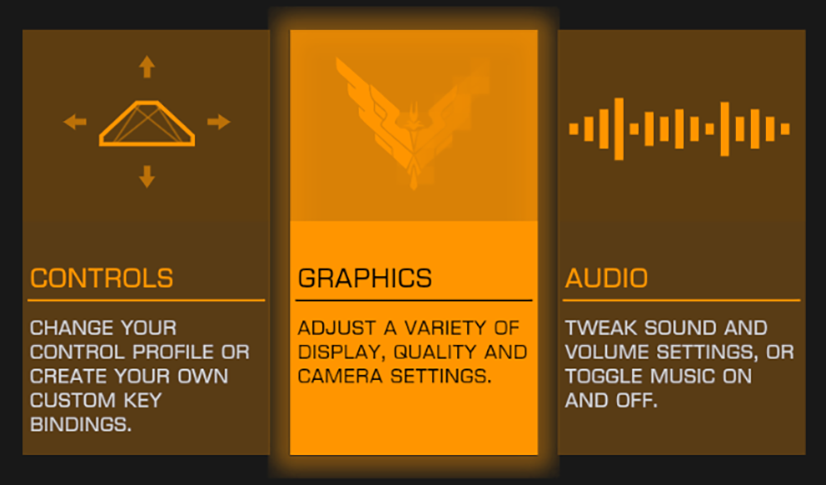 CONTROLS
CHANGE YOUR
CONTROL PROFILE OR
CREATE YOUR OWN
CUSTOM KEY
BINDINGS.
GRAPHICS
ADJUST A VARIETY OF
DISPLAY, QUALITY AND
CAMERA SETTINGS.
AUDIO
TWEAK SOUND AND
VOLUME SETTINGS, OR
TOGGLE MUSIC ON
AND OFF.